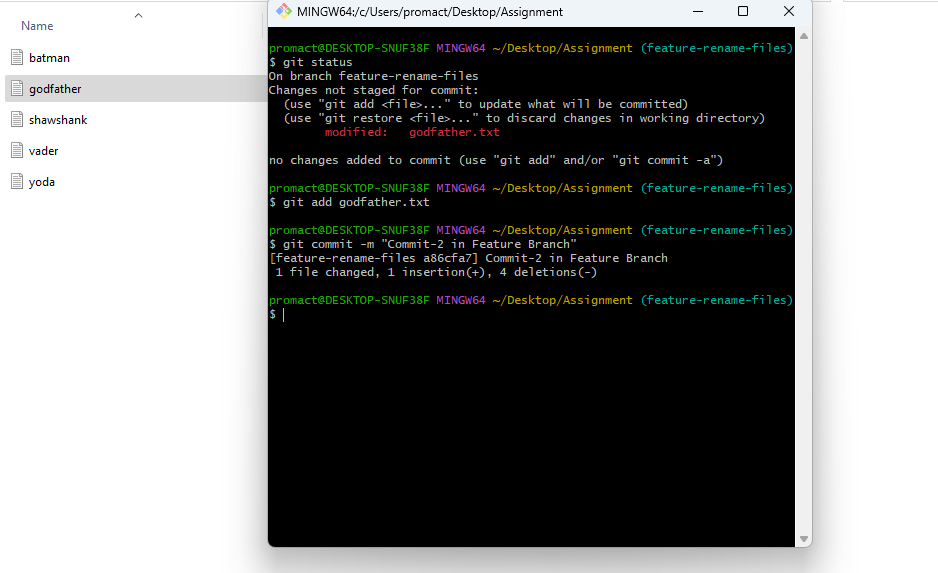 Name
batman
godfather
shawshank
vader
yoda
MINGW64:/c/Users/promact/Desktop/Assignment
promact@DESKTOP-SNUF38F MINGW64 ~/Desktop/Assignment (feature-rename-files)
$ git status
On branch feature-rename-files
Changes not staged for commit:
  (use "git add <file>..." to update what will be committed)
  (use "git restore <file>..." to discard changes in working directory)
        modified:   godfather.txt
no changes added to commit (use "git add" and/or "git commit -a")
promact@DESKTOP-SNUF38F MINGW64 ~/Desktop/Assignment (feature-rename-files)
$ git add godfather.txt
promact@DESKTOP-SNUF38F MINGW64 ~/Desktop/Assignment (feature-rename-files)
$ git commit -m "Commit-2 in Feature Branch"
[feature-rename-files a86cfa7] Commit-2 in Feature Branch
 1 file changed, 1 insertion(+), 4 deletions(-)
promact@DESKTOP-SNUF38F MINGW64 ~/Desktop/Assignment (feature-rename-files)
$